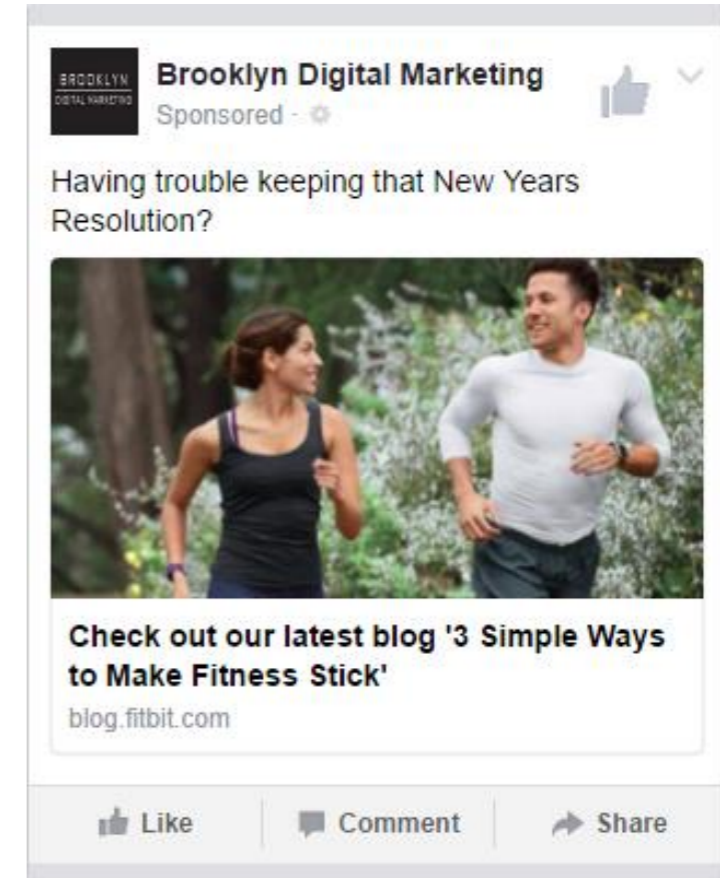 BROOKLYN
DIGITAL MARKETING
Brooklyn Digital Marketing
Sponsored ·
Having trouble keeping that New Years
Resolution?
Check out our latest blog '3 Simple Ways
to Make Fitness Stick'
blog.fitbit.com
Like
Comment
Share